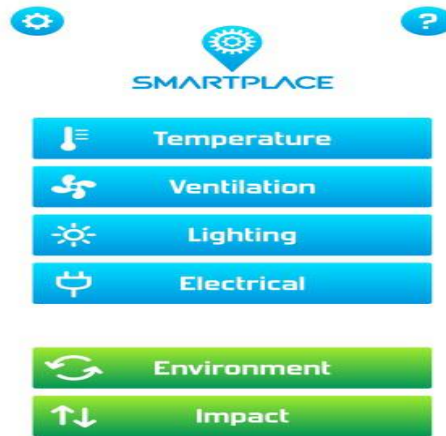 ?
SMARTPLACE
Temperature
Ventilation
Lighting
Electrical
Environment
Impact